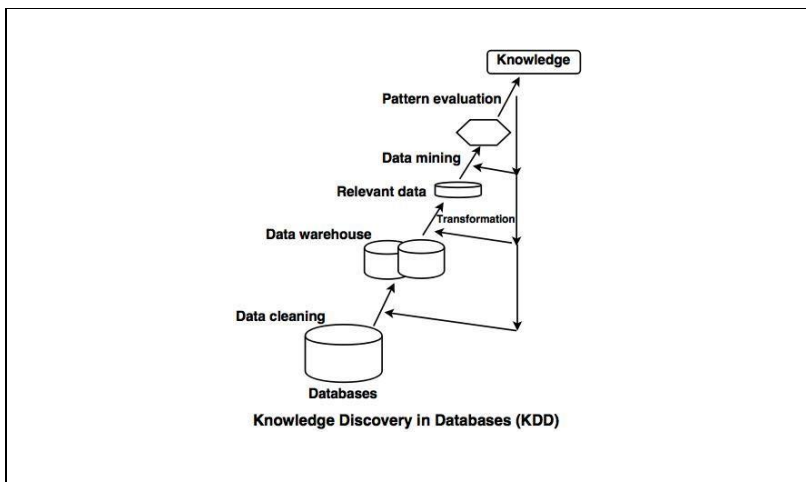 Knowledge
Pattern evaluation
Data mining
Relevant data
Transformation
Data warehouse
Data cleaning
Databases
Knowledge Discovery in Databases (KDD)